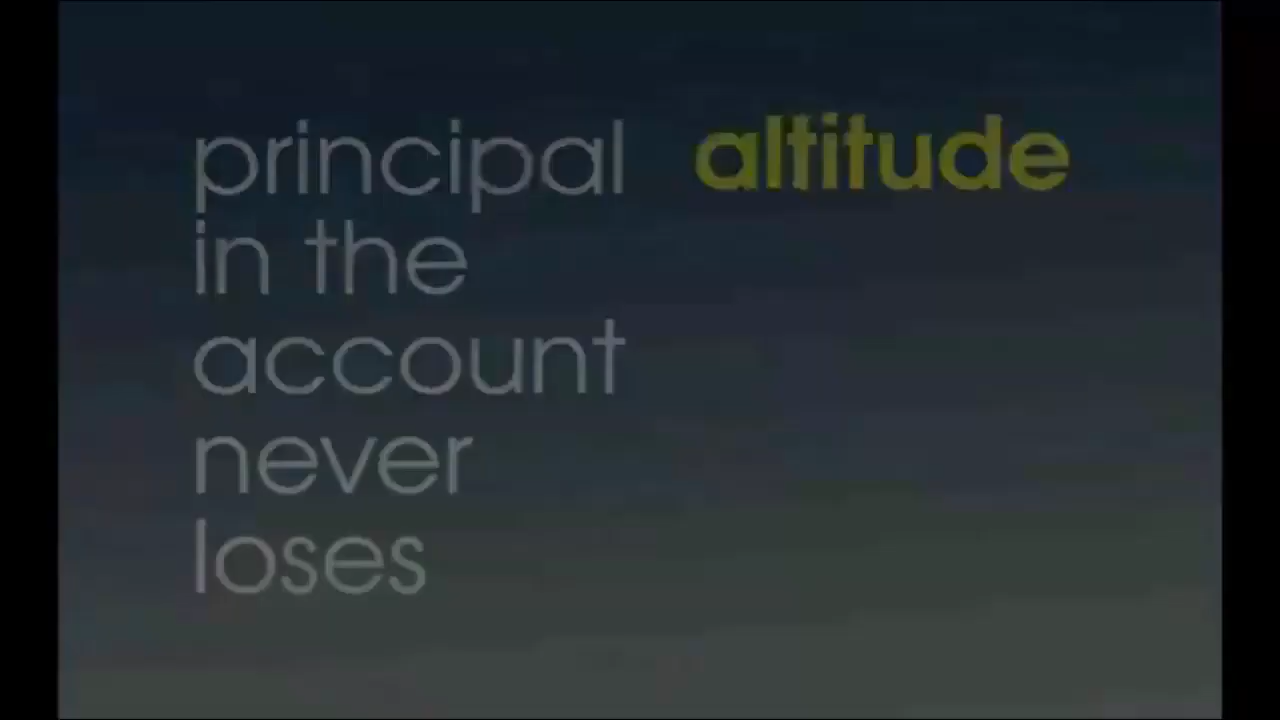 principal altitude
in the
account
never
loses